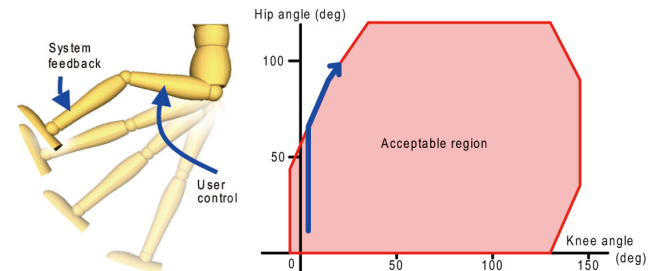 System
feedback
User
control
Hip angle (deg)
100
50
Acceptable region
0
50
100
150
Knee angle
(deg)